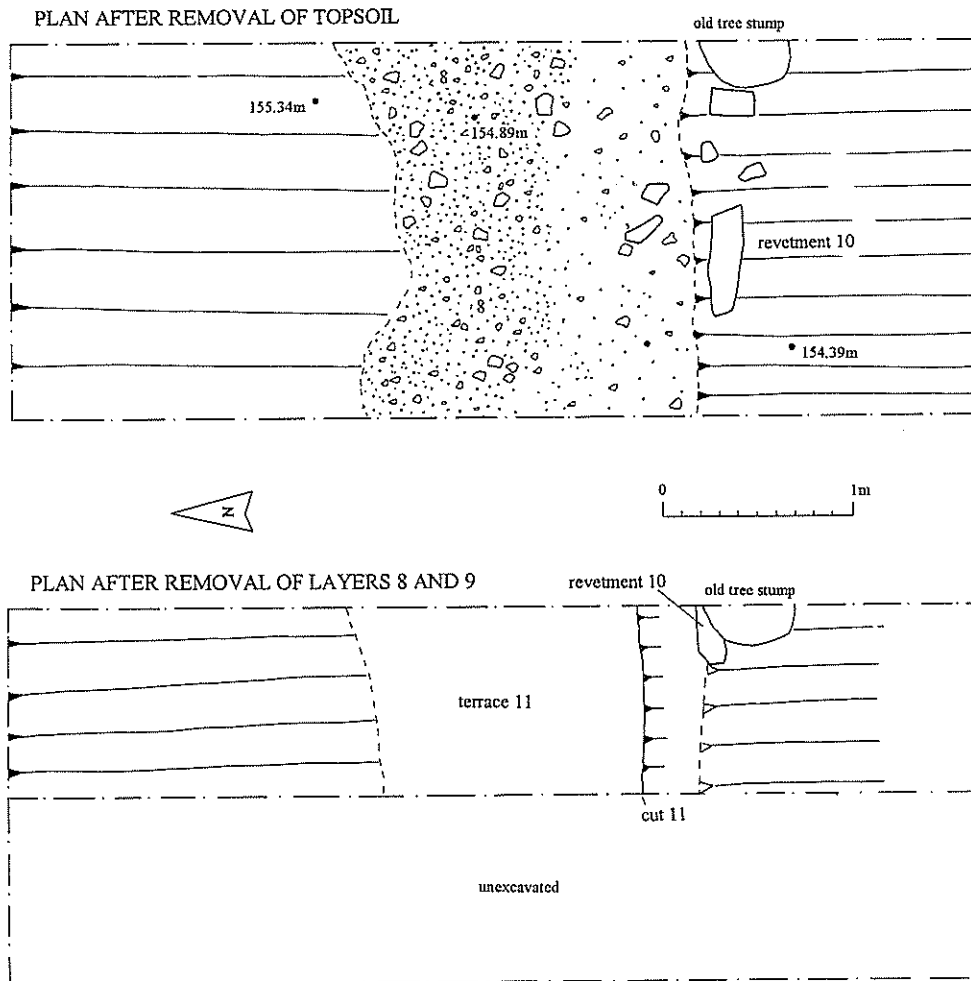 PLAN AFTER REMOVAL OF TOPSOIL
old tree stump
8
155.34m
154.89m
revetment 10
8
154.39m
N
0 1m
PLAN AFTER REMOVAL OF LAYERS 8 AND 9
revetment 10
old tree stump
terrace 11
cut 11
unexcavated